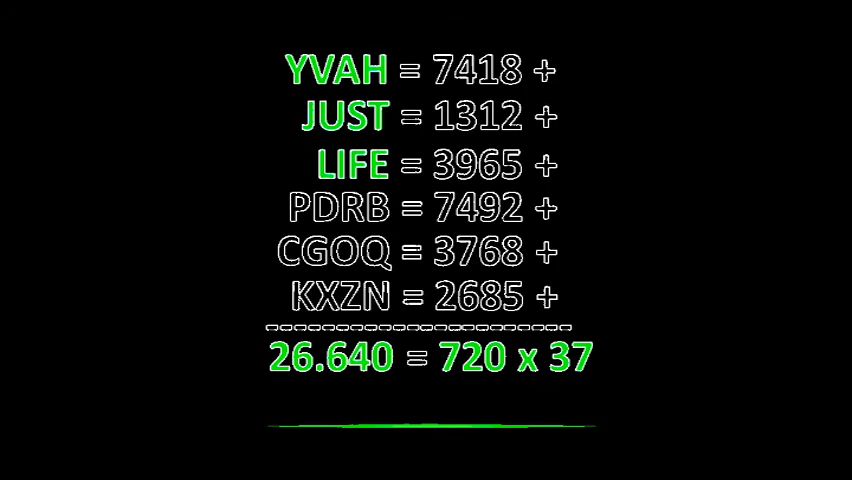 YVAH = 7418 +
JUST = 1312 +
LIFE = 3965 +
PDRB = 7492 +
CGOQ = 3768 +
KXZN = 2685 +
26.640 = 720 x 37